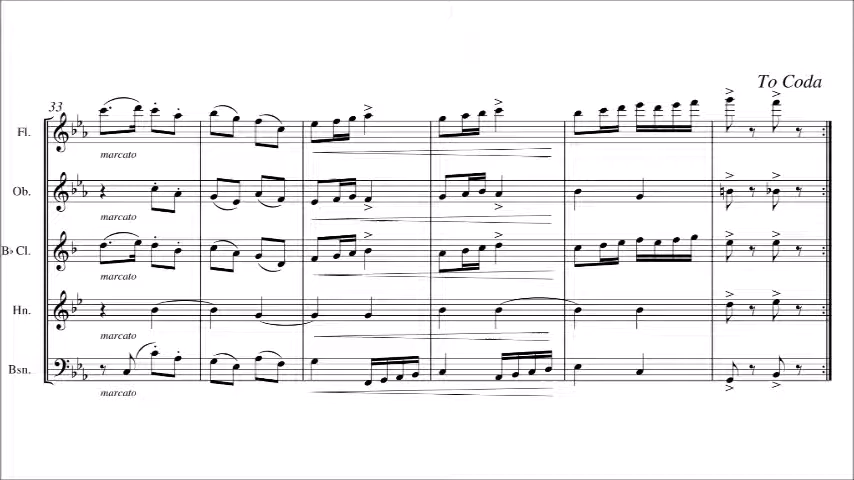 To Coda
33
Fl.
marcato
Ob.
marcato
B♭ Cl.
marcato
Hn.
marcato
Bsn.
marcato